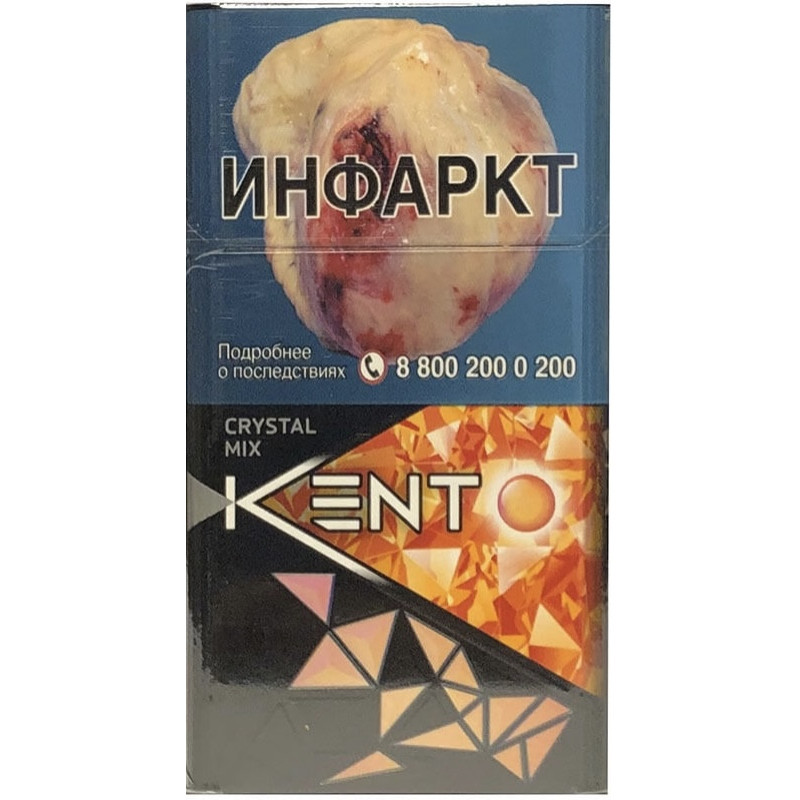 ИНФАРКТ
Подробнее
о последствиях 8 800 200 0 200
CRYSTAL
MIX
KENT